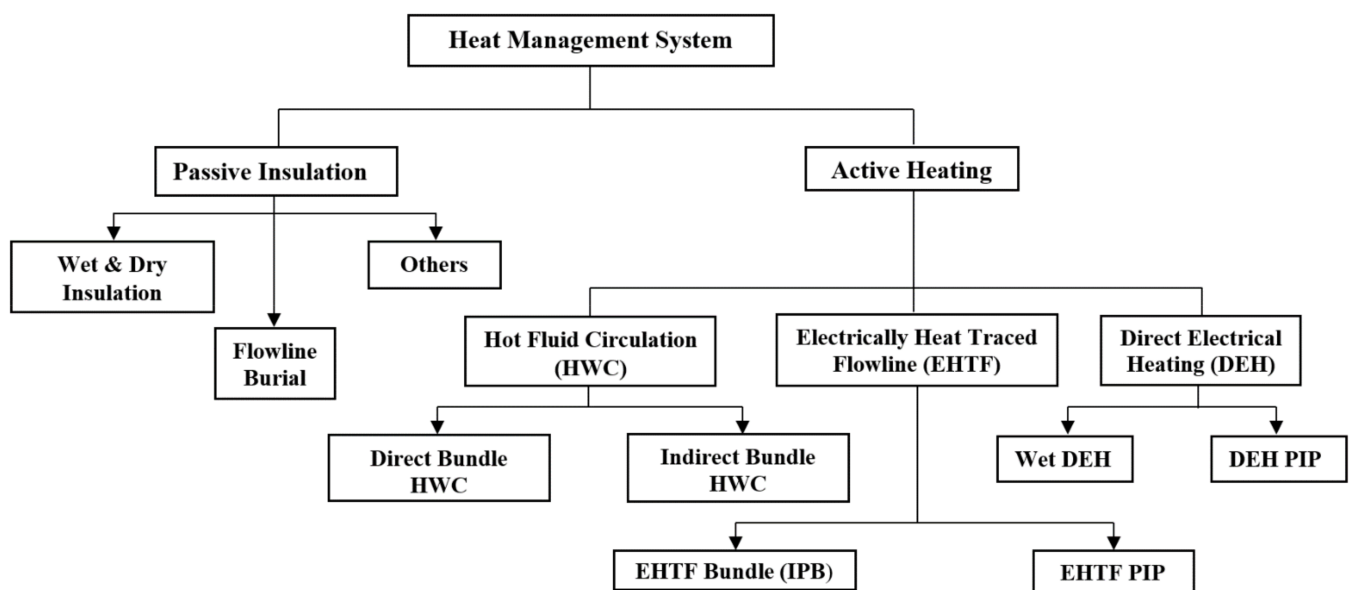 Heat Management System
Passive Insulation
Active Heating
Wet & Dry
Insulation
Others
Flowline
Burial
Hot Fluid Circulation
(HWC)
Electrically Heat Traced
Flowline (EHTF)
Direct Electrical
Heating (DEH)
Direct Bundle
HWC
Indirect Bundle
HWC
Wet DEH
DEH PIP
EHTF Bundle (IPB)
EHTF PIP